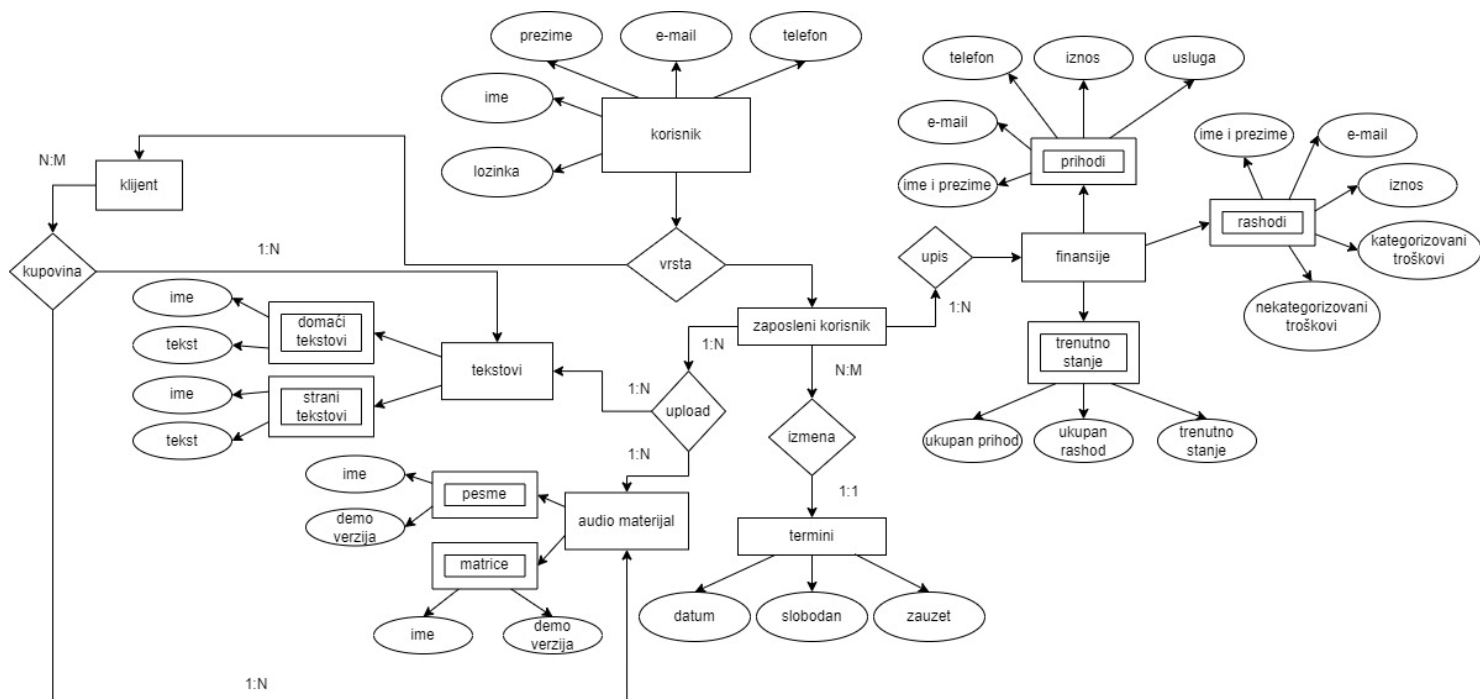 prezime
e-mail
telefon
ime
korisnik
lozinka
telefon
iznos
usluga
e-mail
prihodi
ime i prezime
ime i prezime
e-mail
iznos
rashodi
kategorizovani
troškovi
nekategorizovani
troškovi
N:M
klijent
kupovina
1:N
vrsta
upis
finansije
1:N
zaposleni korisnik
trenutno
stanje
ukupan prihod
ukupan
rashod
trenutno
stanje
ime
domaći
tekstovi
tekst
ime
strani
tekstovi
tekst
tekstovi
1:N
1:N
upload
1:N
N:M
izmena
1:1
ime
pesme
demo
verzija
audio materijal
matrice
ime
demo
verzija
termini
datum
slobodan
zauzet
1:N